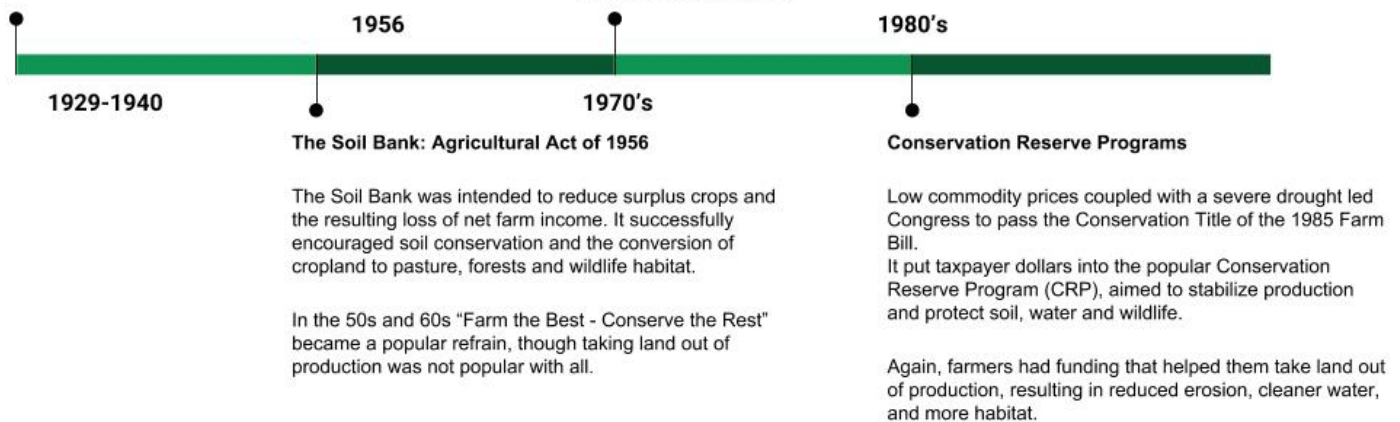 1956
1980's
1929-1940
1970's
The Soil Bank: Agricultural Act of 1956
The Soil Bank was intended to reduce surplus crops and
the resulting loss of net farm income. It successfully
encouraged soil conservation and the conversion of
cropland to pasture, forests and wildlife habitat.
In the 50s and 60s “Farm the Best - Conserve the Rest”
became a popular refrain, though taking land out of
production was not popular with all.
Conservation Reserve Programs
Low commodity prices coupled with a severe drought led
Congress to pass the Conservation Title of the 1985 Farm
Bill.
It put taxpayer dollars into the popular Conservation
Reserve Program (CRP), aimed to stabilize production
and protect soil, water and wildlife.
Again, farmers had funding that helped them take land out
of production, resulting in reduced erosion, cleaner water,
and more habitat.